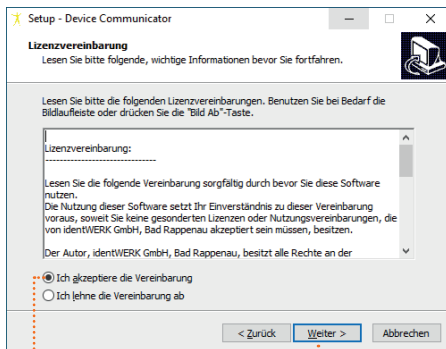 Setup - Device Communicator
Lizenzvereinbarung
Lesen Sie bitte folgende, wichtige Informationen bevor Sie fortfahren.
Lesen Sie bitte die folgenden Lizenzvereinbarungen. Benutzen Sie bei Bedarf die
Bildlaufleiste oder drücken Sie die "Bild Ab"-Taste.
Lizenzvereinbarung:
-------------------------------
Lesen Sie die folgende Vereinbarung sorgfältig durch bevor Sie diese Software
nutzen.
Die Nutzung dieser Software setzt Ihr Einverständnis zu dieser Vereinbarung
voraus, soweit Sie keine gesonderten Lizenzen oder Nutzungsvereinbarungen, die
von identWERK GmbH, Bad Rappenau akzeptiert sein müssen, besitzen.
Der Autor, identWERK GmbH, Bad Rappenau, besitzt alle Rechte an der
Ich akzeptiere die Vereinbarung
Ich lehne die Vereinbarung ab
< Zurück Weiter > Abbrechen